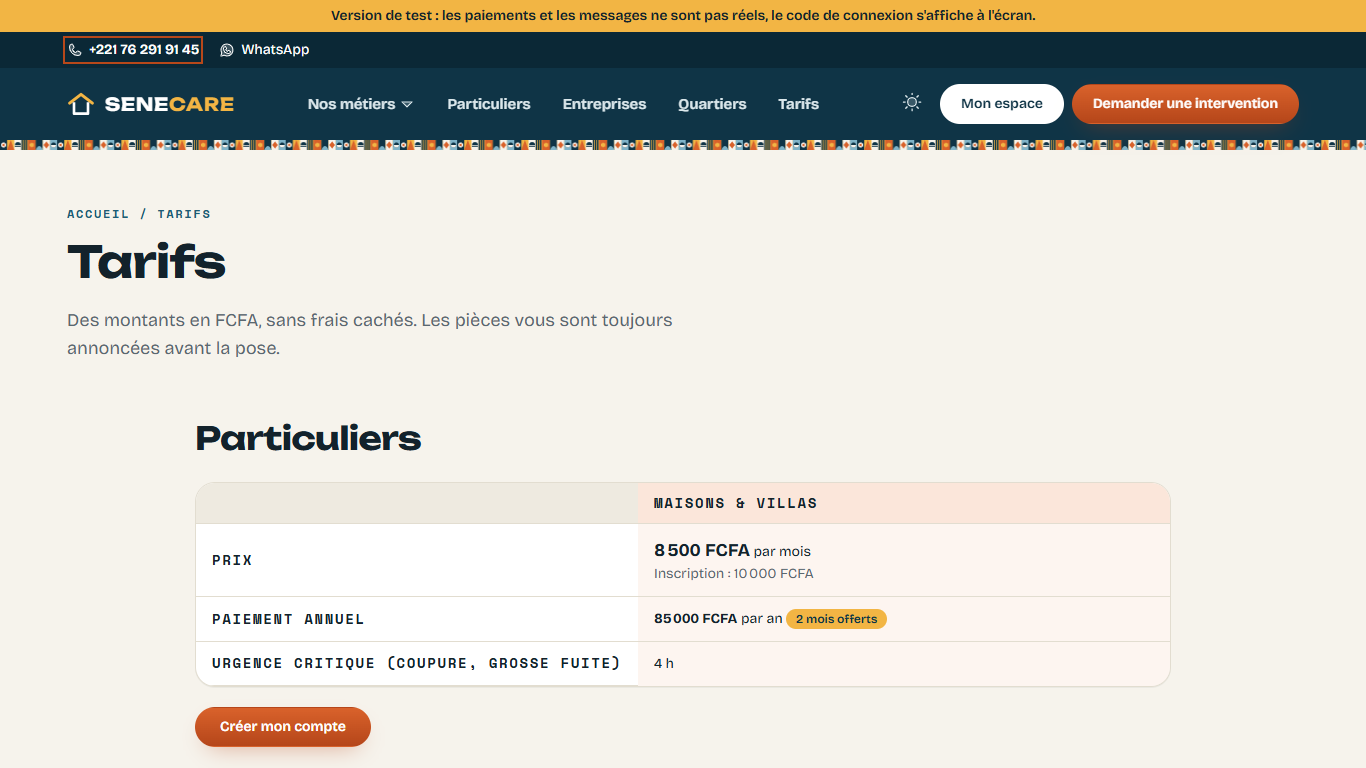 Version de test : les paiements et les messages ne sont pas réels, le code de connexion s'affiche à l'écran.
+221 76 291 91 45 WhatsApp
SENECARE Nos métiers Particuliers Entreprises Quartiers Tarifs Mon espace Demander une intervention
ACCUEIL / TARIFS
Tarifs
Des montants en FCFA, sans frais cachés. Les pièces vous sont toujours
annoncées avant la pose.
Particuliers
MAISONS & VILLAS
PRIX
8 500 FCFA par mois
Inscription : 10 000 FCFA
PAIEMENT ANNUEL 85 000 FCFA par an 2 mois offerts
URGENCE CRITIQUE (COUPURE, GROSSE FUITE) 4 h
Créer mon compte